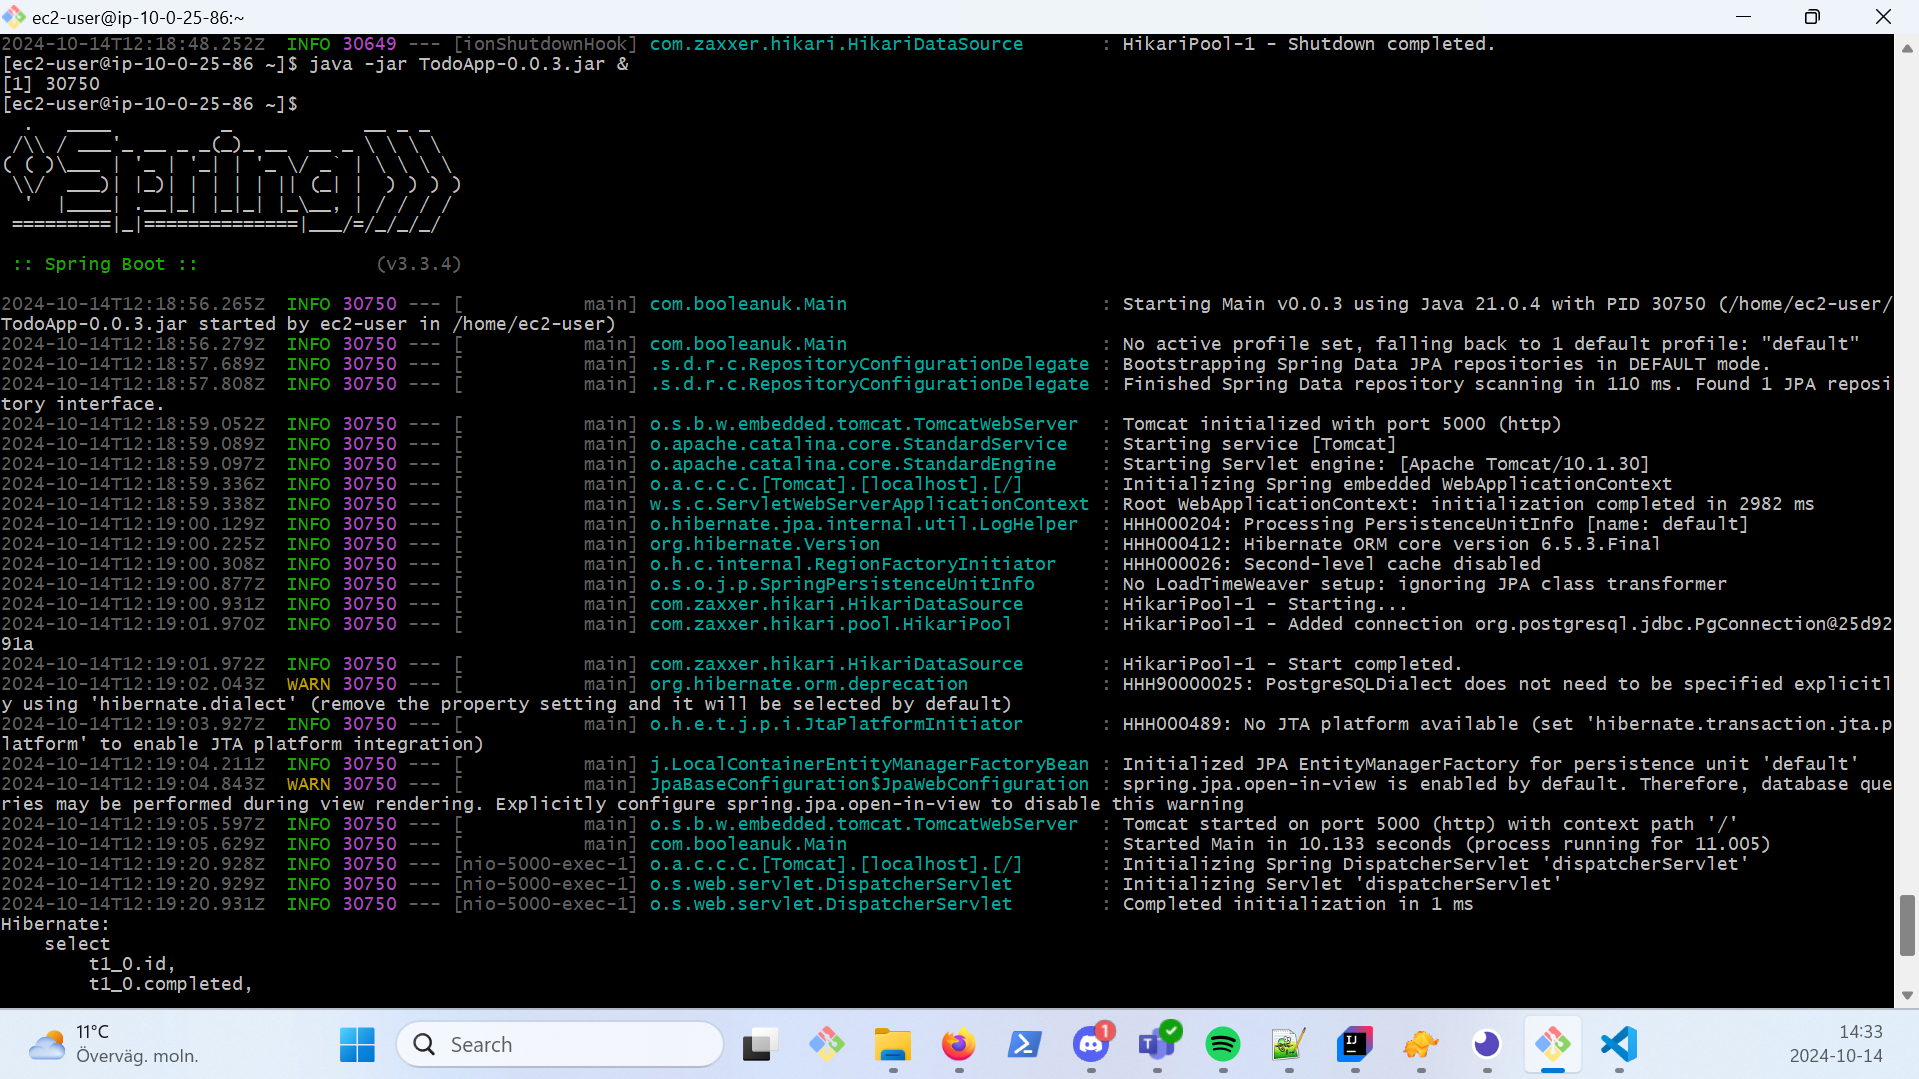 ec2-user@ip-10-0-25-86:~
2024-10-14T12:18:48.252Z  INFO 30649 --- [ionShutdownHook] com.zaxxer.hikari.HikariDataSource       : HikariPool-1 - Shutdown completed.
[ec2-user@ip-10-0-25-86 ~]$ java -jar TodoApp-0.0.3.jar &
[1] 30750
[ec2-user@ip-10-0-25-86 ~]$
Spring
:: Spring Boot ::                (v3.3.4)
2024-10-14T12:18:56.265Z  INFO 30750 --- [           main] com.booleanuk.Main                       : Starting Main v0.0.3 using Java 21.0.4 with PID 30750 (/home/ec2-user/
TodoApp-0.0.3.jar started by ec2-user in /home/ec2-user)
2024-10-14T12:18:56.279Z  INFO 30750 --- [           main] com.booleanuk.Main                       : No active profile set, falling back to 1 default profile: "default"
2024-10-14T12:18:57.689Z  INFO 30750 --- [           main] .s.d.r.c.RepositoryConfigurationDelegate : Bootstrapping Spring Data JPA repositories in DEFAULT mode.
2024-10-14T12:18:57.808Z  INFO 30750 --- [           main] .s.d.r.c.RepositoryConfigurationDelegate : Finished Spring Data repository scanning in 110 ms. Found 1 JPA reposi
tory interface.
2024-10-14T12:18:59.052Z  INFO 30750 --- [           main] o.s.b.w.embedded.tomcat.TomcatWebServer  : Tomcat initialized with port 5000 (http)
2024-10-14T12:18:59.089Z  INFO 30750 --- [           main] o.apache.catalina.core.StandardService   : Starting service [Tomcat]
2024-10-14T12:18:59.097Z  INFO 30750 --- [           main] o.apache.catalina.core.StandardEngine    : Starting Servlet engine: [Apache Tomcat/10.1.30]
2024-10-14T12:18:59.336Z  INFO 30750 --- [           main] o.a.c.c.C.[Tomcat].[localhost].[/]       : Initializing Spring embedded WebApplicationContext
2024-10-14T12:18:59.338Z  INFO 30750 --- [           main] w.s.c.ServletWebServerApplicationContext : Root WebApplicationContext: initialization completed in 2982 ms
2024-10-14T12:19:00.129Z  INFO 30750 --- [           main] o.hibernate.jpa.internal.util.LogHelper  : HHH000204: Processing PersistenceUnitInfo [name: default]
2024-10-14T12:19:00.225Z  INFO 30750 --- [           main] org.hibernate.Version                    : HHH000412: Hibernate ORM core version 6.5.3.Final
2024-10-14T12:19:00.308Z  INFO 30750 --- [           main] o.h.c.internal.RegionFactoryInitiator    : HHH000026: Second-level cache disabled
2024-10-14T12:19:00.877Z  INFO 30750 --- [           main] o.s.o.j.p.SpringPersistenceUnitInfo      : No LoadTimeWeaver setup: ignoring JPA class transformer
2024-10-14T12:19:00.931Z  INFO 30750 --- [           main] com.zaxxer.hikari.HikariDataSource       : HikariPool-1 - Starting...
2024-10-14T12:19:01.970Z  INFO 30750 --- [           main] com.zaxxer.hikari.pool.HikariPool        : HikariPool-1 - Added connection org.postgresql.jdbc.PgConnection@25d92
91a
2024-10-14T12:19:01.972Z  INFO 30750 --- [           main] com.zaxxer.hikari.HikariDataSource       : HikariPool-1 - Start completed.
2024-10-14T12:19:02.043Z  WARN 30750 --- [           main] org.hibernate.orm.deprecation            : HHH90000025: PostgreSQLDialect does not need to be specified explicitl
y using 'hibernate.dialect' (remove the property setting and it will be selected by default)
2024-10-14T12:19:03.927Z  INFO 30750 --- [           main] o.h.e.t.j.p.i.JtaPlatformInitiator       : HHH000489: No JTA platform available (set 'hibernate.transaction.jta.p
latform' to enable JTA platform integration)
2024-10-14T12:19:04.211Z  INFO 30750 --- [           main] j.LocalContainerEntityManagerFactoryBean : Initialized JPA EntityManagerFactory for persistence unit 'default'
2024-10-14T12:19:04.843Z  WARN 30750 --- [           main] JpaBaseConfiguration$JpaWebConfiguration : spring.jpa.open-in-view is enabled by default. Therefore, database que
ries may be performed during view rendering. Explicitly configure spring.jpa.open-in-view to disable this warning
2024-10-14T12:19:05.597Z  INFO 30750 --- [           main] o.s.b.w.embedded.tomcat.TomcatWebServer  : Tomcat started on port 5000 (http) with context path '/'
2024-10-14T12:19:05.629Z  INFO 30750 --- [           main] com.booleanuk.Main                       : Started Main in 10.133 seconds (process running for 11.005)
2024-10-14T12:19:20.928Z  INFO 30750 --- [nio-5000-exec-1] o.a.c.c.C.[Tomcat].[localhost].[/]       : Initializing Spring DispatcherServlet 'dispatcherServlet'
2024-10-14T12:19:20.929Z  INFO 30750 --- [nio-5000-exec-1] o.s.web.servlet.DispatcherServlet        : Initializing Servlet 'dispatcherServlet'
2024-10-14T12:19:20.931Z  INFO 30750 --- [nio-5000-exec-1] o.s.web.servlet.DispatcherServlet        : Completed initialization in 1 ms
Hibernate:
    select
        t1_0.id,
        t1_0.completed,
11°C
Överväg. moln.
Search
1
14:33
2024-10-14